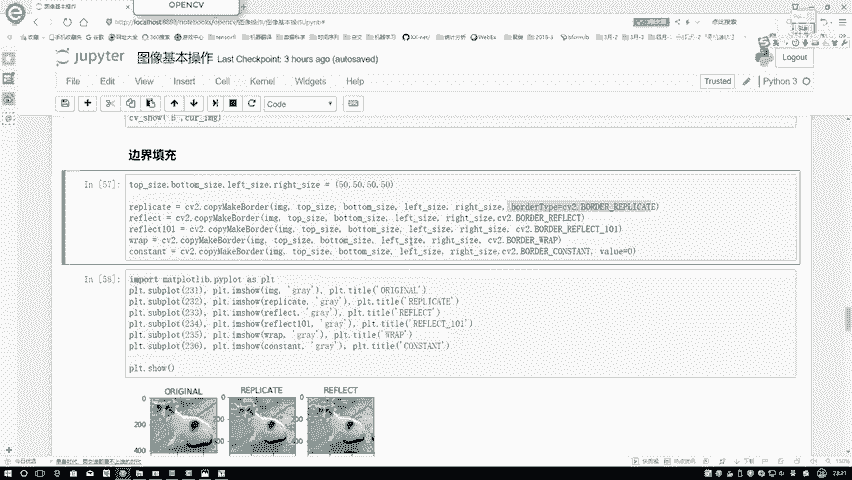 OPENCV
图像基本操作
http://localhost:8888/notebooks/opencv/图像操作/图像基本操作.ipynb#
jupyter 图像基本操作 Last Checkpoint: 3 hours ago (autosaved)
Logout
File Edit View Insert Cell Kernel Widgets Help
Trusted Python 3
Code
cv_show('B',cur_img)
边界填充
In [57]:
top_size,bottom_size,left_size,right_size = (50,50,50,50)
replicate = cv2.copyMakeBorder(img, top_size, bottom_size, left_size, right_size, borderType=cv2.BORDER_REPLICATE)
reflect = cv2.copyMakeBorder(img, top_size, bottom_size, left_size, right_size,cv2.BORDER_REFLECT)
reflect101 = cv2.copyMakeBorder(img, top_size, bottom_size, left_size, right_size, cv2.BORDER_REFLECT_101)
wrap = cv2.copyMakeBorder(img, top_size, bottom_size, left_size, right_size, cv2.BORDER_WRAP)
constant = cv2.copyMakeBorder(img, top_size, bottom_size, left_size, right_size,cv2.BORDER_CONSTANT, value=0)
In [58]:
import matplotlib.pyplot as plt
plt.subplot(231), plt.imshow(img, 'gray'), plt.title('ORIGINAL')
plt.subplot(232), plt.imshow(replicate, 'gray'), plt.title('REPLICATE')
plt.subplot(233), plt.imshow(reflect, 'gray'), plt.title('REFLECT')
plt.subplot(234), plt.imshow(reflect101, 'gray'), plt.title('REFLECT_101')
plt.subplot(235), plt.imshow(wrap, 'gray'), plt.title('WRAP')
plt.subplot(236), plt.imshow(constant, 'gray'), plt.title('CONSTANT')
plt.show()
ORIGINAL REPLICATE REFLECT
0
200
400